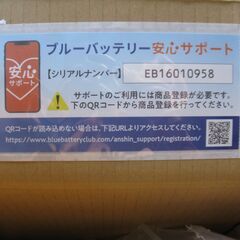 ブルーバッテリー安心サポート
安心
サポート
【シリアルナンバー】 EB16010958
サポートのご利用には商品登録が必要です。
下のQRコードから商品登録を行ってください。
QRコードが読み込めない場合は、下記URLよりアクセスしてください。
https://www.bluebatteryclub.com/anshin_support/registration/